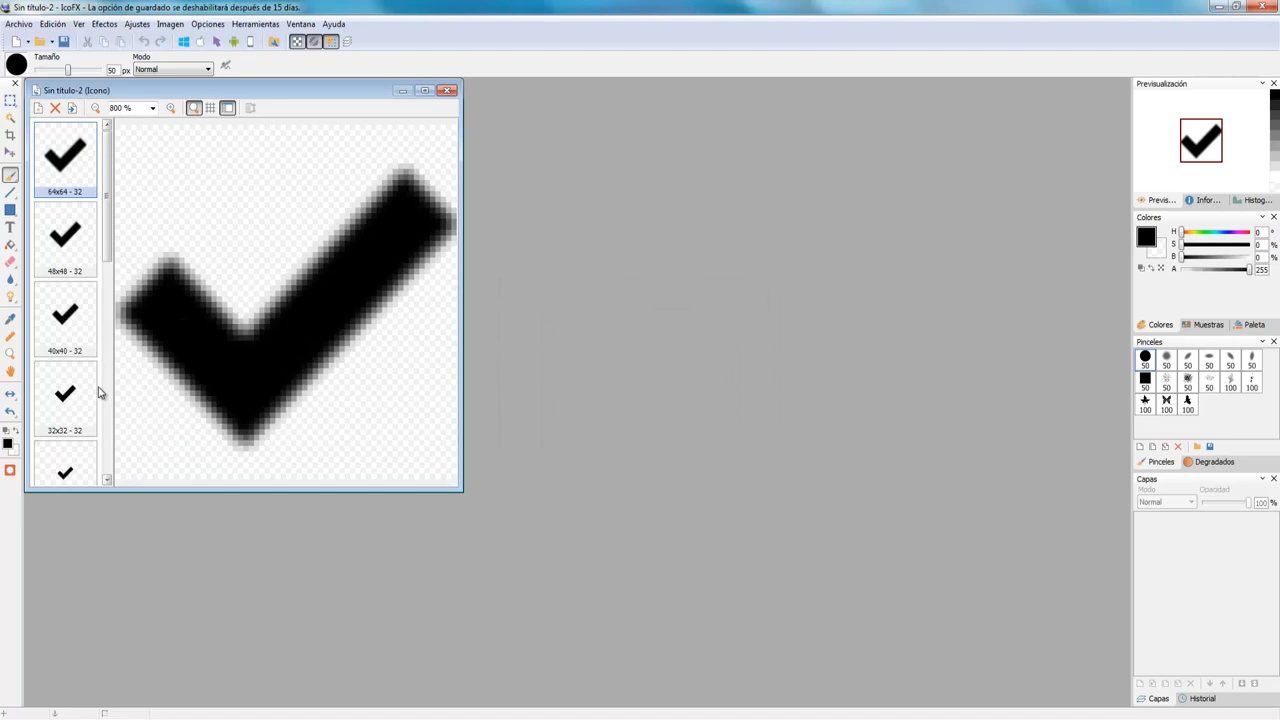 Sin título-2 - IcoFX - La opción de guardado se deshabilitará después de 15 días.
Archivo Edición Ver Efectos Ajustes Imagen Opciones Herramientas Ventana Ayuda
Tamaño Modo
50 px Normal
Sin título-2 (Icono)
800 %
64x64 - 32
48x48 - 32
40x40 - 32
32x32 - 32
Previsualización
Previs... Infor... Histog...
Colores
H 0 °
S 0 %
B 0 %
A 255
Colores Muestras Paleta
Pinceles
50 50 50 50 50 50
50 50 50 50 100 100
100 100 100
Pinceles Degradados
Capas
Modo Opacidad
Normal 100 %
Capas Historial